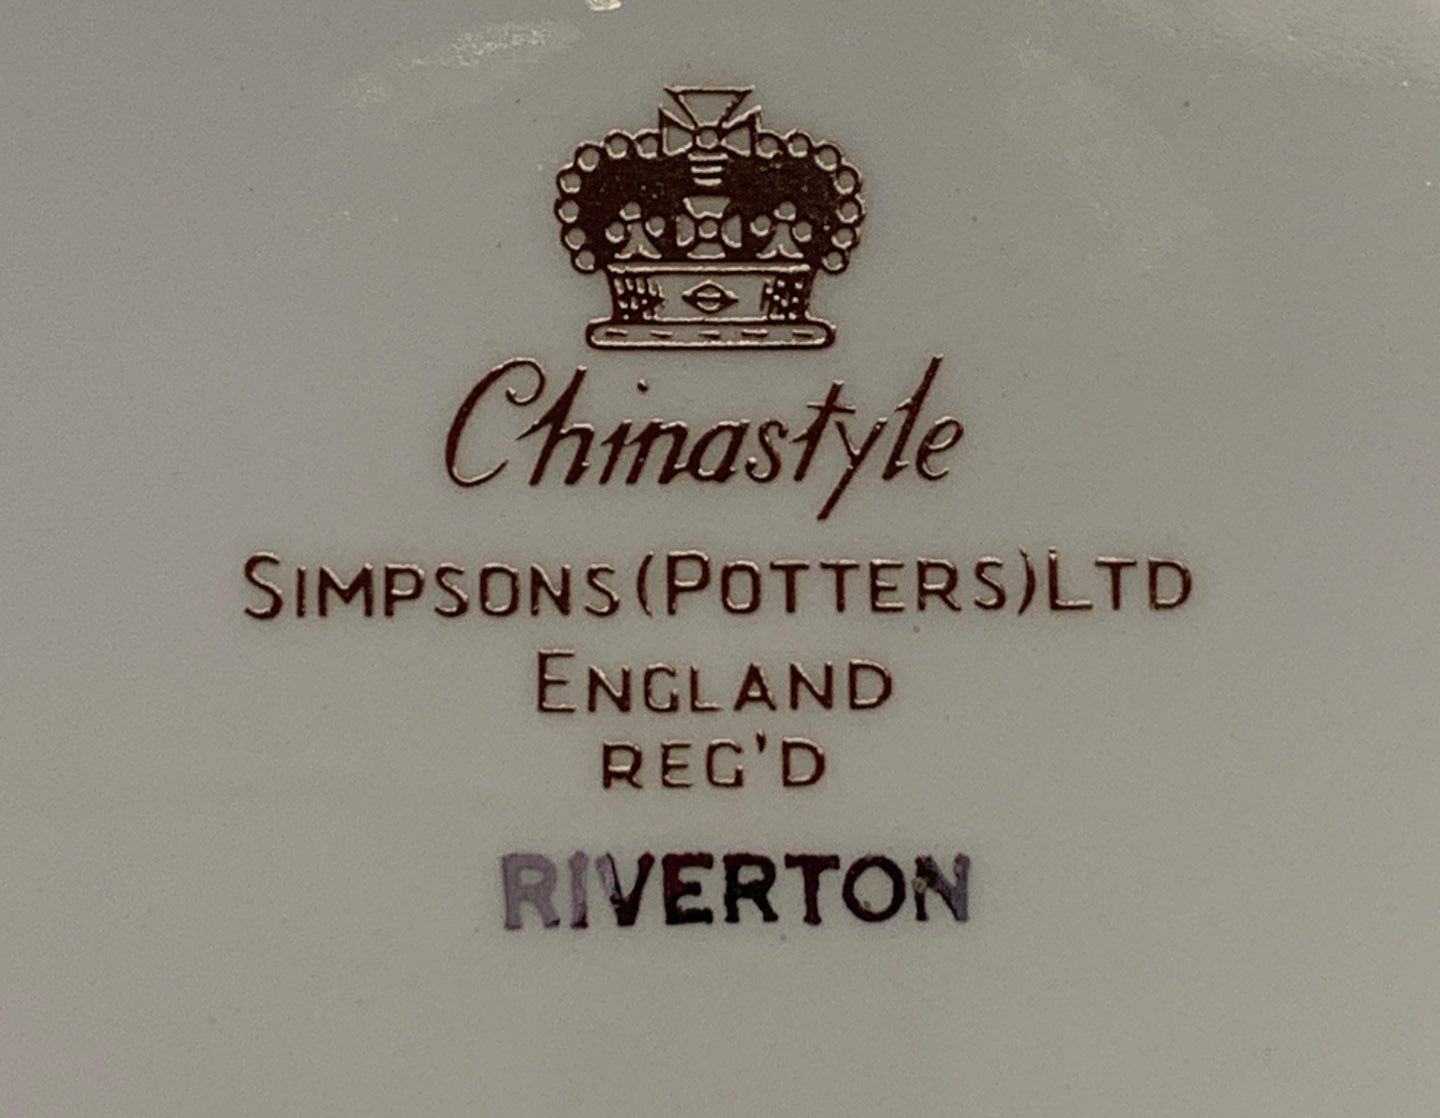 Chinastyle
SIMPSONS (POTTERS) LTD
ENGLAND
REG'D
RIVERTON